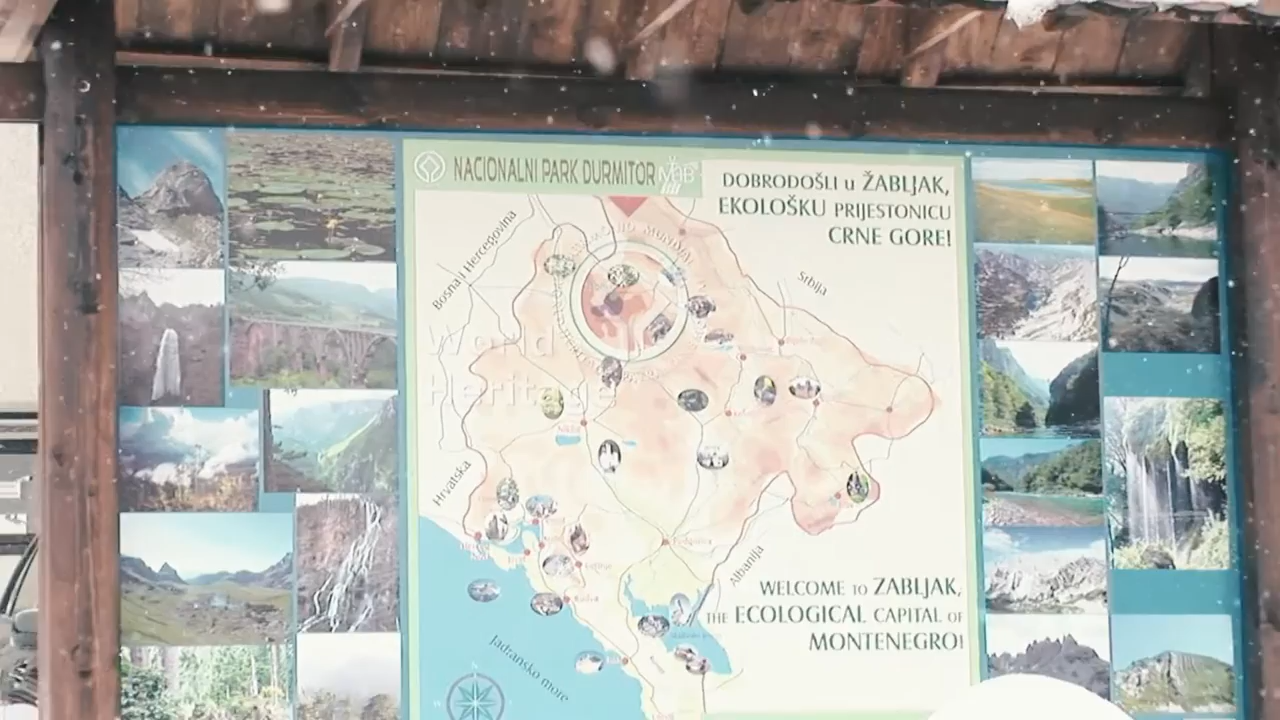 NACIONALNI PARK DURMITOR
MaB
DOBRODOŠLI u ŽABLJAK,
EKOLOŠKU PRIJESTONICU
CRNE GORE!
Bosna i Hercegovina
Srbija
World
Heritage
Hrvatska
Albanija
WELCOME TO ZABLJAK,
THE ECOLOGICAL CAPITAL OF
MONTENEGRO!
Jadransko more